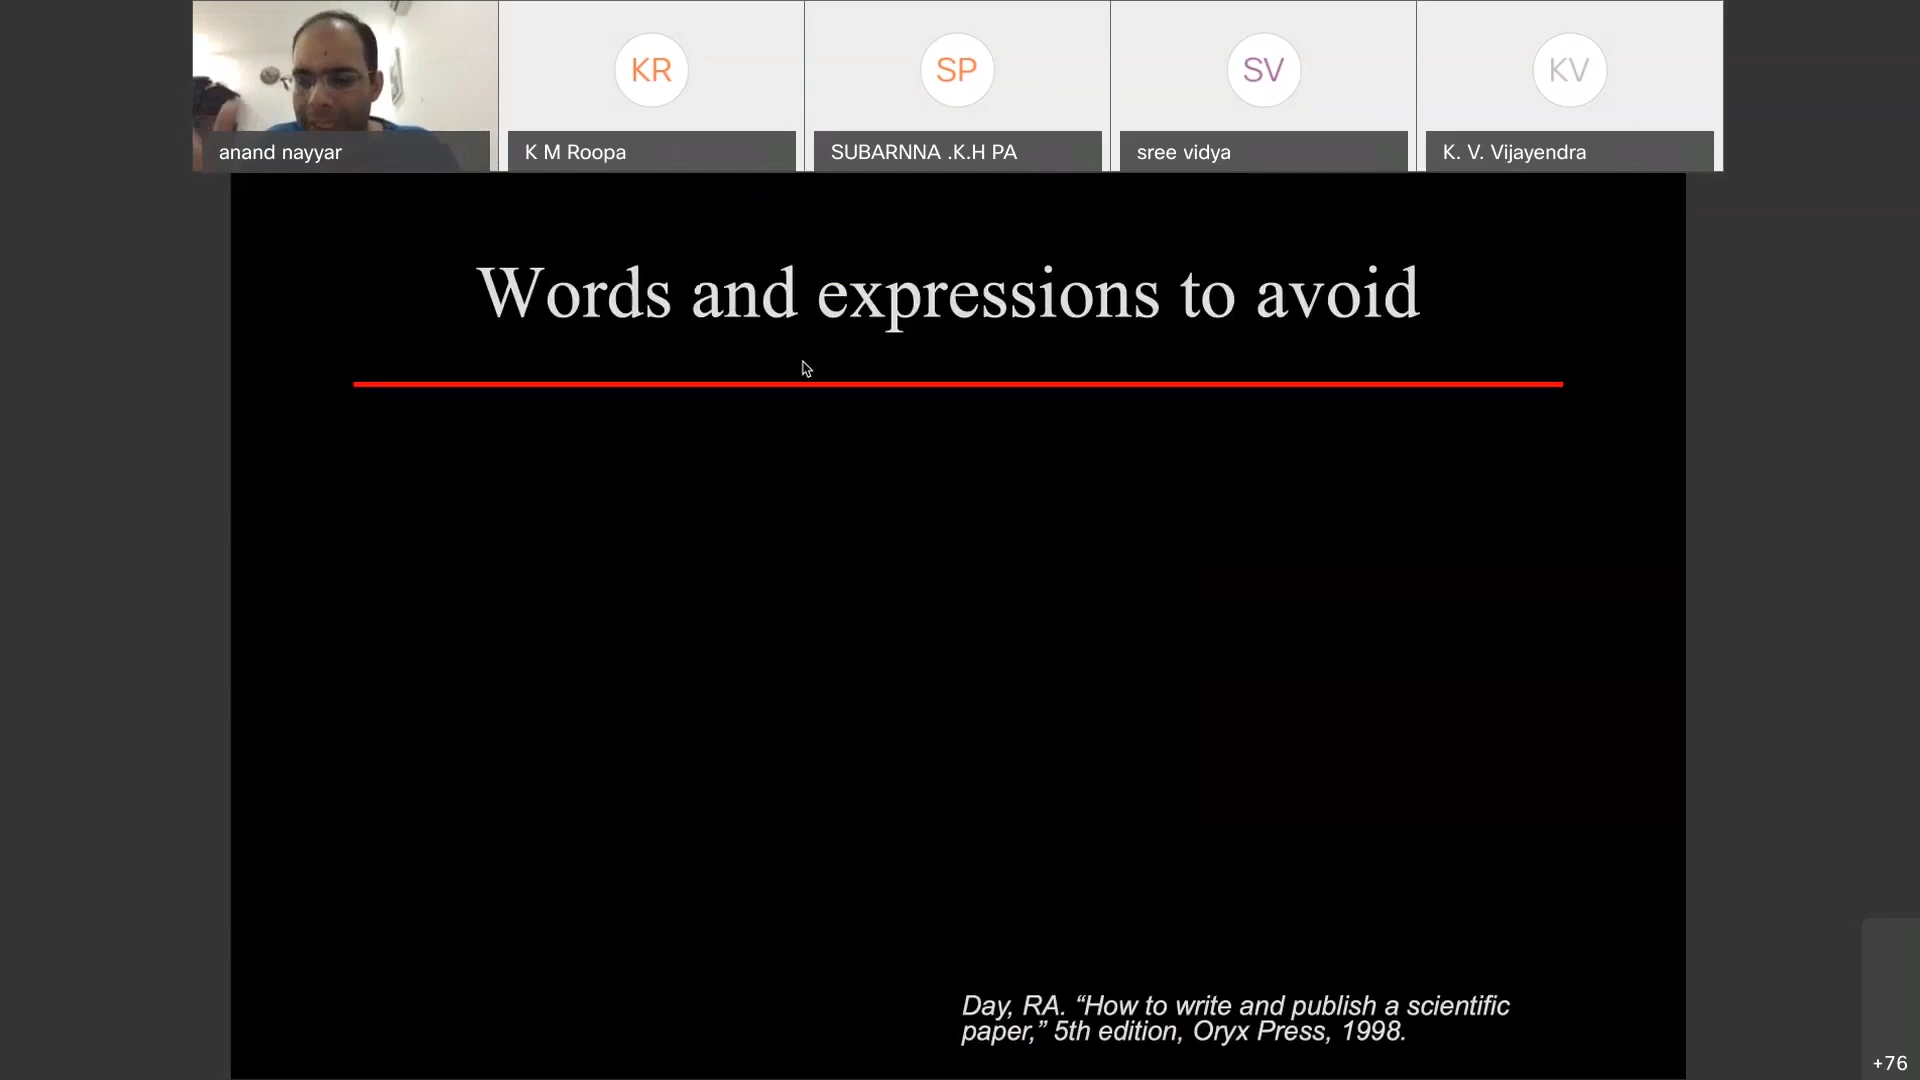 KR
SP
SV
KV
anand nayyar
K M Roopa
SUBARNNA .K.H PA
sree vidya
K. V. Vijayendra
Words and expressions to avoid
Day, RA. “How to write and publish a scientific
paper,” 5th edition, Oryx Press, 1998.
+76